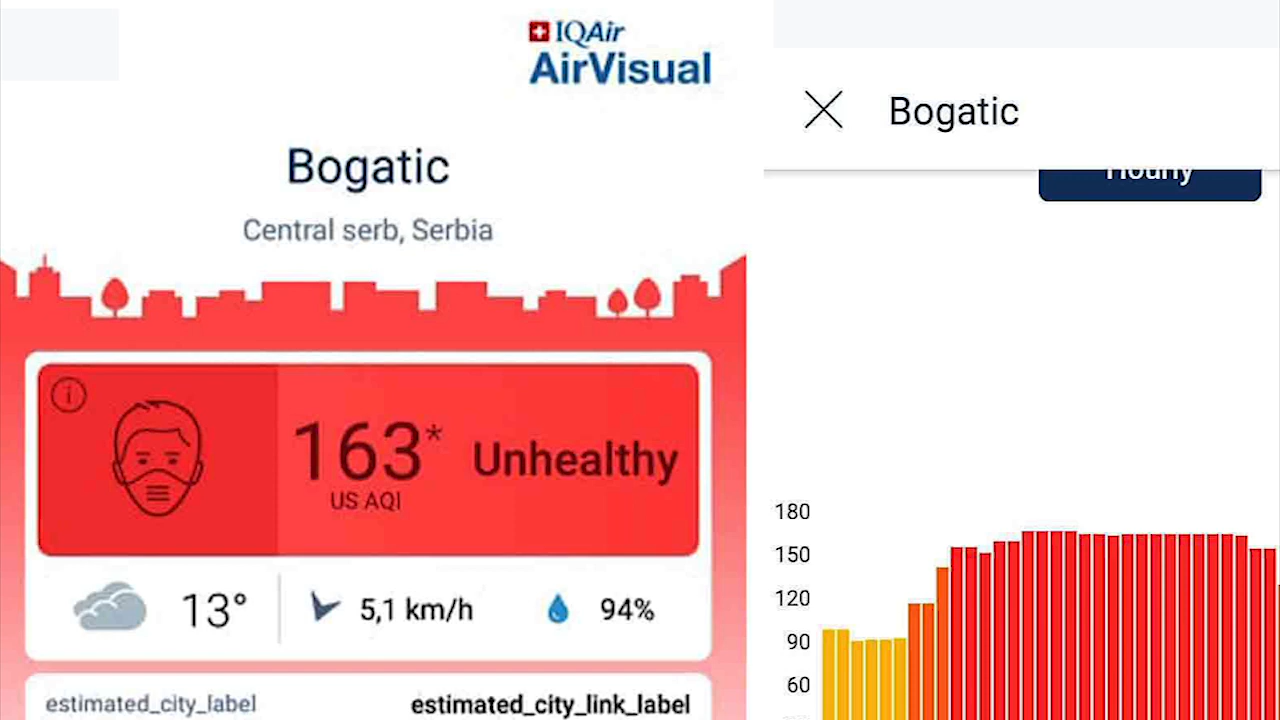 IQAir
AirVisual
Bogatic
Central serb, Serbia
i
163*
US AQI
Unhealthy
13°
5,1 km/h
94%
estimated_city_label
estimated_city_link_label
Bogatic
Hourly
180
150
120
90
60